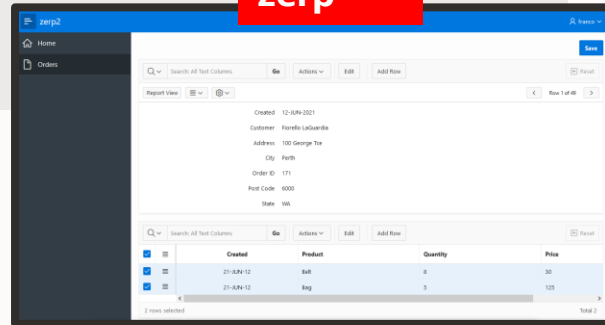 zerp
zerp2
franco
Home
Save
Orders
Search: All Text Columns Go Actions Edit Add Row Reset
Report View Row 1 of 49
Created 12-JUN-2021
Customer Fiorello LaGuardia
Address 100 George Tce
City Perth
Order ID 171
Post Code 6000
State WA
Search: All Text Columns Go Actions Edit Add Row Reset
Created Product Quantity Price
21-JUN-12 Belt 8 30
21-JUN-12 Bag 5 125
2 rows selected Total 2